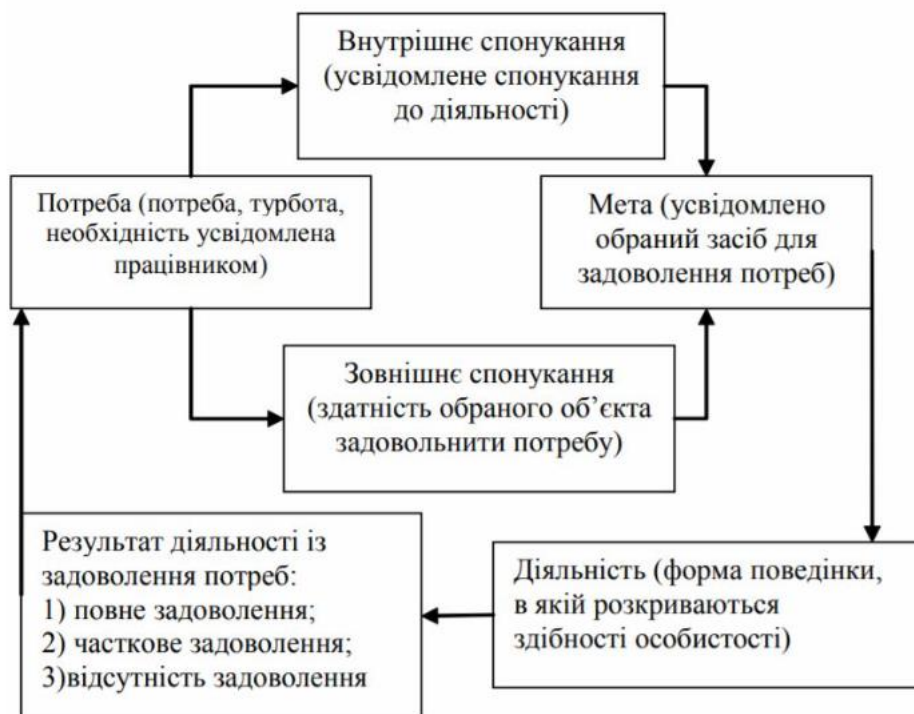 Внутрішнє спонукання
(усвідомлене спонукання
до діяльності)
Потреба (потреба, турбота,
необхідність усвідомлена
працівником)
Мета (усвідомлено
обраний засіб для
задоволення потреб)
Зовнішнє спонукання
(здатність обраного об’єкта
задовольнити потребу)
Результат діяльності із
задоволення потреб:
1) повне задоволення;
2) часткове задоволення;
3)відсутність задоволення
Діяльність (форма поведінки,
в якій розкриваються
здібності особистості)